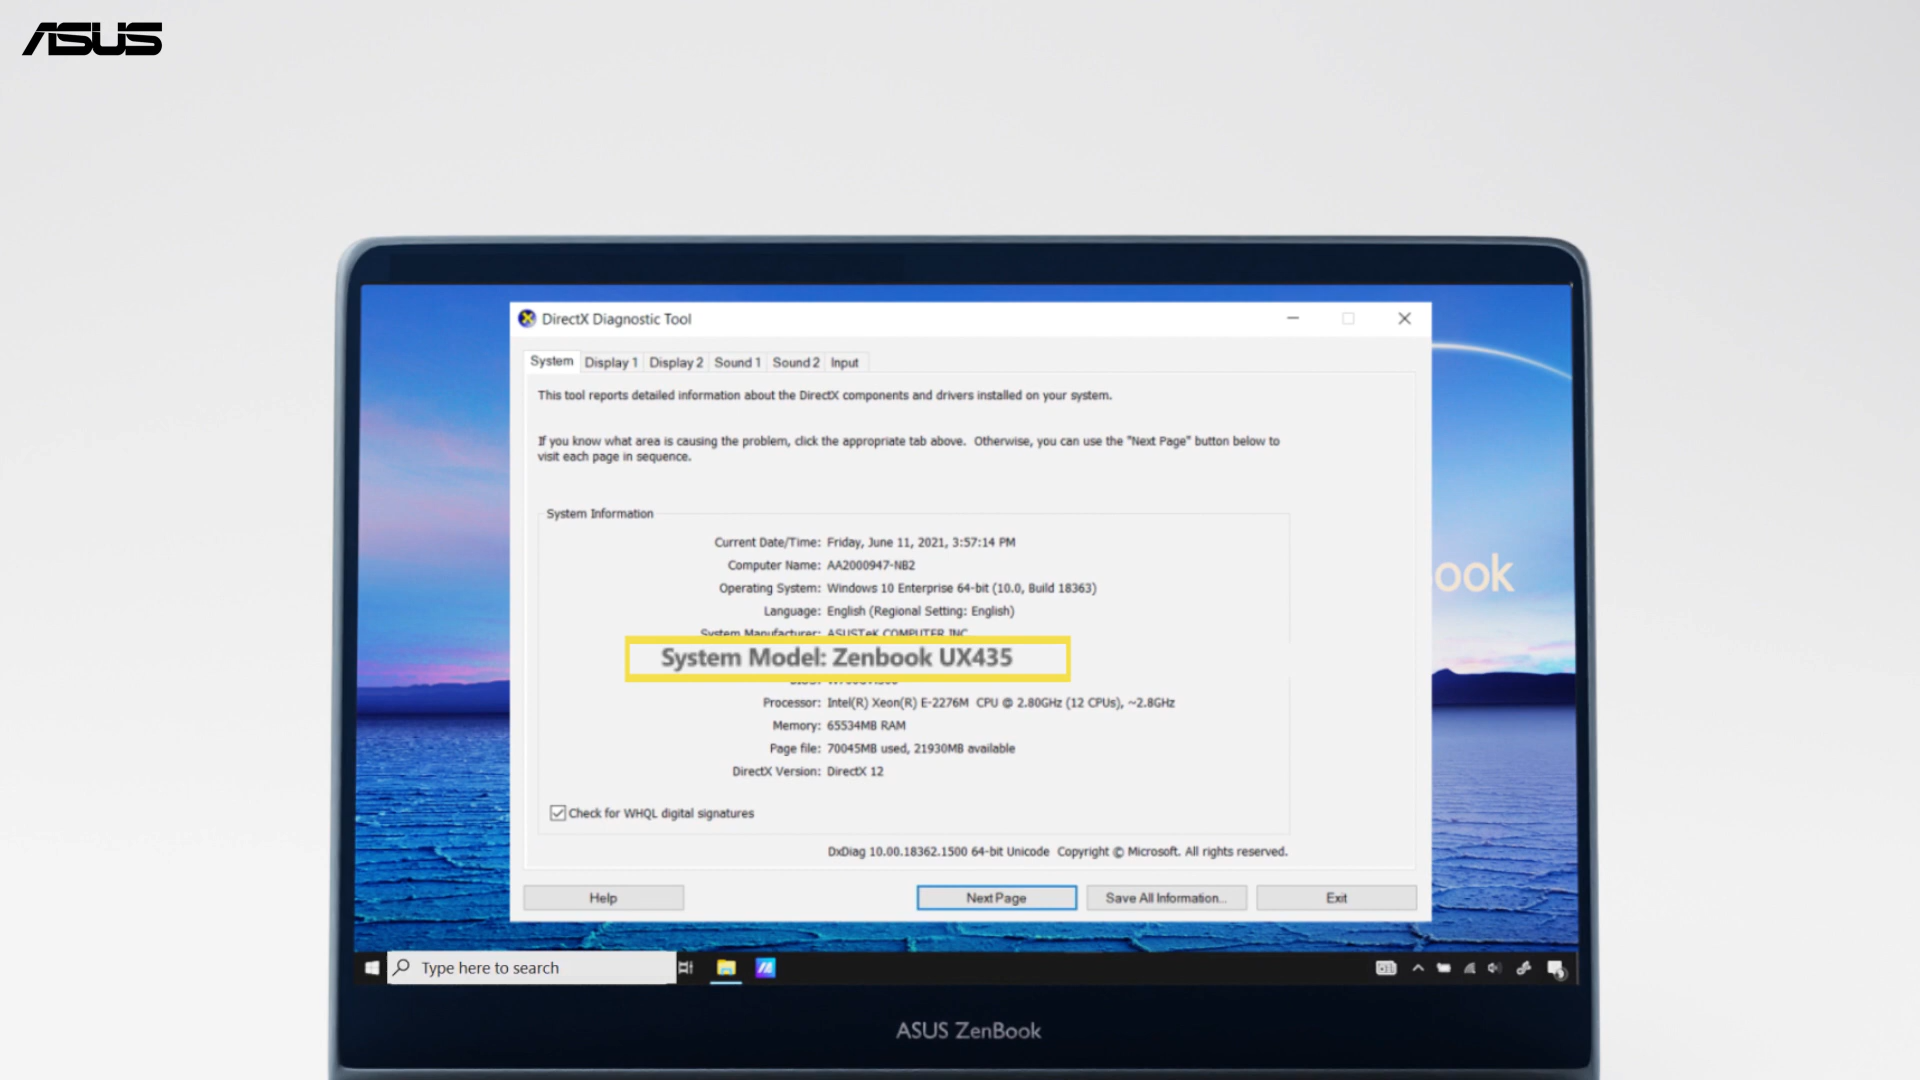 ASUS
DirectX Diagnostic Tool
System Display 1 Display 2 Sound 1 Sound 2 Input
This tool reports detailed information about the DirectX components and drivers installed on your system.
If you know what area is causing the problem, click the appropriate tab above. Otherwise, you can use the "Next Page" button below to
visit each page in sequence.
System Information
Current Date/Time: Friday, June 11, 2021, 3:57:14 PM
Computer Name: AA2000947-NB2
Operating System: Windows 10 Enterprise 64-bit (10.0, Build 18363)
Language: English (Regional Setting: English)
System Manufacturer: ASUSTeK COMPUTER INC.
System Model: Zenbook UX435
Processor: Intel(R) Xeon(R) E-2276M CPU @ 2.80GHz (12 CPUs), ~2.8GHz
Memory: 65534MB RAM
Page file: 70045MB used, 21930MB available
DirectX Version: DirectX 12
Check for WHQL digital signatures
DxDiag 10.00.18362.1500 64-bit Unicode Copyright © Microsoft. All rights reserved.
Help Next Page Save All Information... Exit
ook
Type here to search
ASUS ZenBook